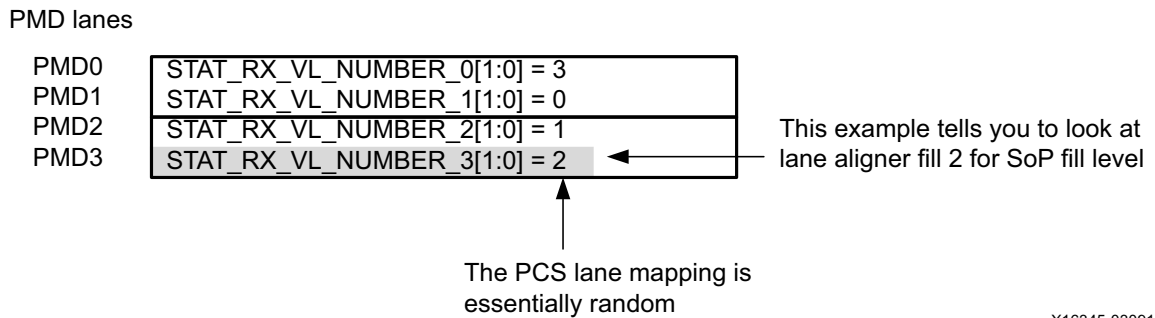 PMD lanes
PMD0 STAT_RX_VL_NUMBER_0[1:0] = 3
PMD1 STAT_RX_VL_NUMBER_1[1:0] = 0
PMD2 STAT_RX_VL_NUMBER_2[1:0] = 1
PMD3 STAT_RX_VL_NUMBER_3[1:0] = 2
This example tells you to look at
lane aligner fill 2 for SoP fill level
The PCS lane mapping is
essentially random